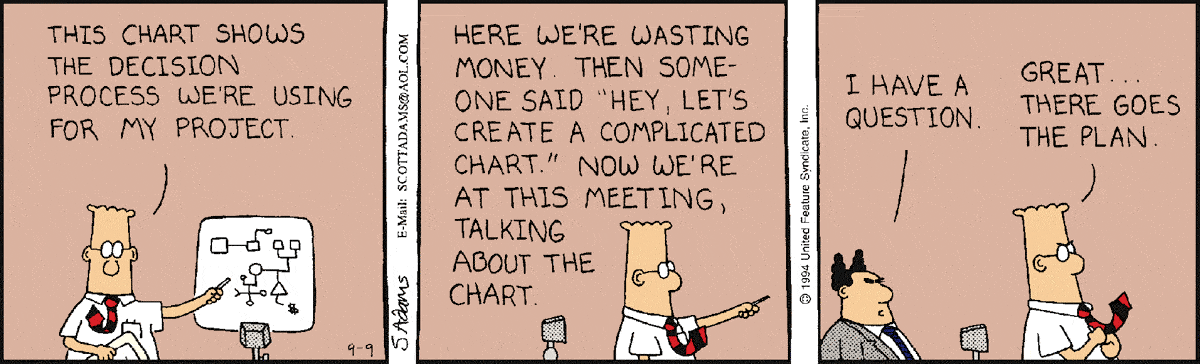 THIS CHART SHOWS
THE DECISION
PROCESS WE'RE USING
FOR MY PROJECT.
$
9-9
S.Adams
E-Mail: SCOTTADAMS@AOL.COM
HERE WE'RE WASTING
MONEY. THEN SOME-
ONE SAID "HEY, LET'S
CREATE A COMPLICATED
CHART." NOW WE'RE
AT THIS MEETING,
TALKING
ABOUT THE
CHART.
© 1994 United Feature Syndicate, Inc.
I HAVE A
QUESTION.
GREAT...
THERE GOES
THE PLAN.